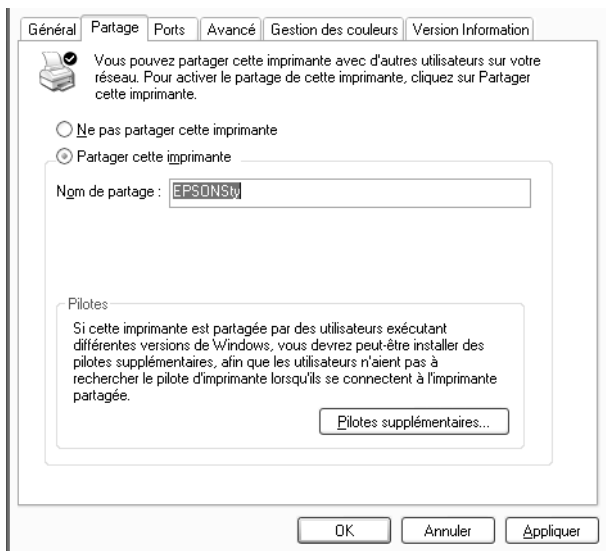 Général Partage Ports Avancé Gestion des couleurs Version Information
Vous pouvez partager cette imprimante avec d'autres utilisateurs sur votre
réseau. Pour activer le partage de cette imprimante, cliquez sur Partager
cette imprimante.
Ne pas partager cette imprimante
Partager cette imprimante
Nom de partage : EPSONSty
Pilotes
Si cette imprimante est partagée par des utilisateurs exécutant
différentes versions de Windows, vous devrez peut-être installer des
pilotes supplémentaires, afin que les utilisateurs n'aient pas à
rechercher le pilote d'imprimante lorsqu'ils se connectent à l'imprimante
partagée.
Pilotes supplémentaires...
OK Annuler Appliquer